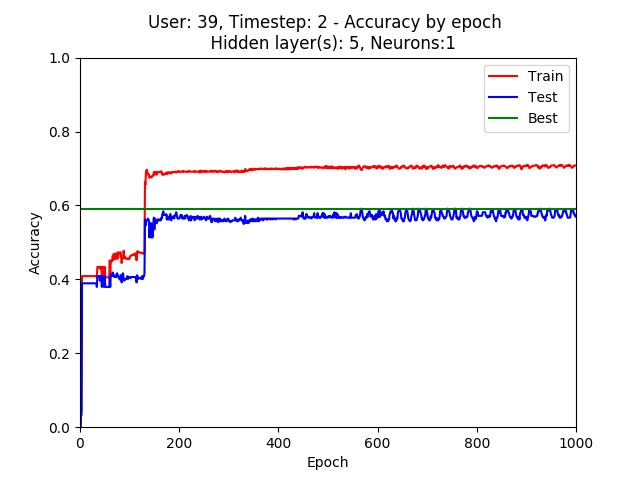 User: 39, Timestep: 2 - Accuracy by epoch
Hidden layer(s): 5, Neurons:1
1.0
0.8
0.6
0.4
0.2
0.0
Accuracy
Train
Test
Best
0 200 400 600 800 1000
Epoch